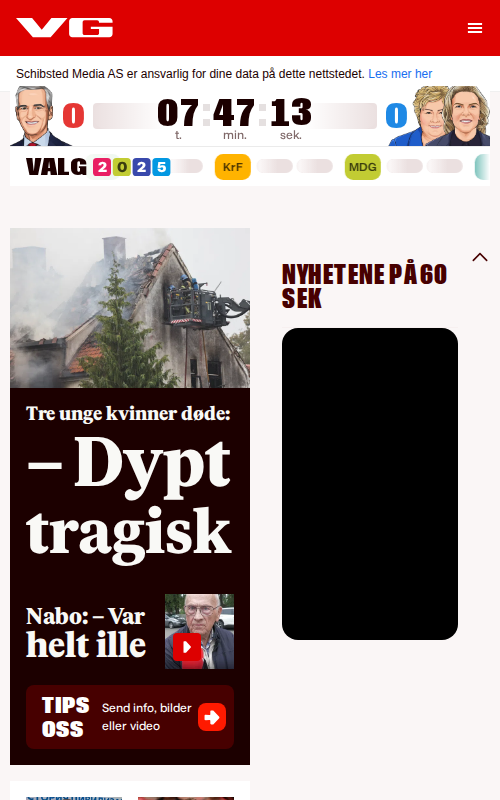 VG
Schibsted Media AS er ansvarlig for dine data på dette nettstedet. Les mer her
0 07:47:13 0
t. min. sek.
VALG 2025 KrF MDG
Tre unge kvinner døde:
– Dypt
tragisk
Nabo: – Var
helt ille
TIPS
OSS
Send info, bilder
eller video
NYHETENE PÅ 60
SEK